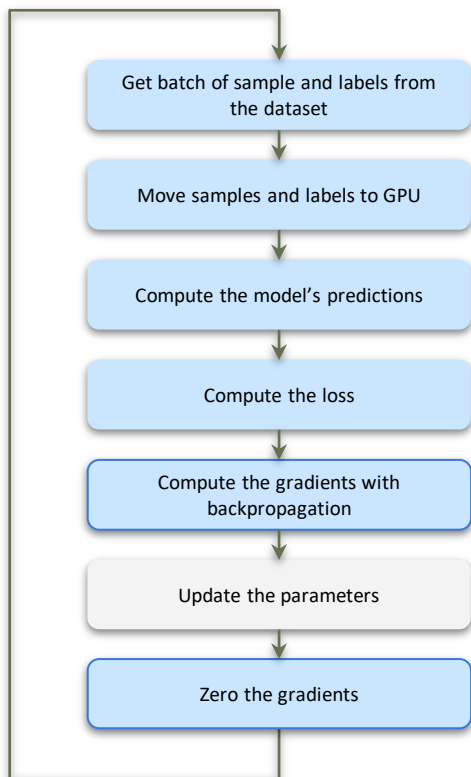 Get batch of sample and labels from
the dataset
Move samples and labels to GPU
Compute the model’s predictions
Compute the loss
Compute the gradients with
backpropagation
Update the parameters
Zero the gradients